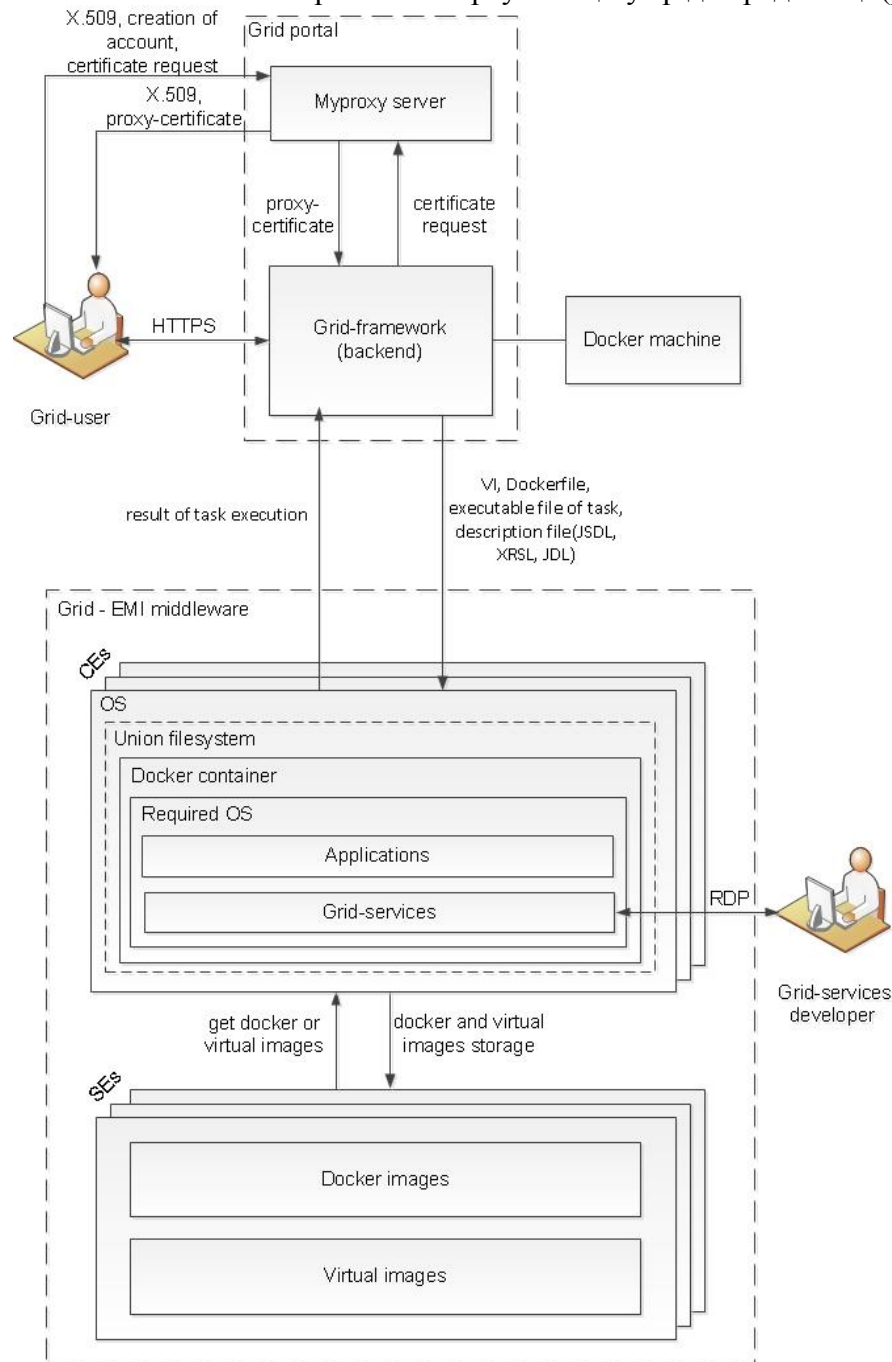 X.509, creation of
account,
certificate request
X.509,
proxy-certificate
Grid portal
Myproxy server
proxy-
certificate
certificate
request
HTTPS
Grid-framework
(backend)
Docker machine
Grid-user
result of task execution
VI, Dockerfile,
executable file of task,
description file(JSDL,
XRSL, JDL)
Grid - EMI middleware
CEs
OS
Union filesystem
Docker container
Required OS
Applications
Grid-services
RDP
Grid-services
developer
get docker or
virtual images
docker and virtual
images storage
SEs
Docker images
Virtual images